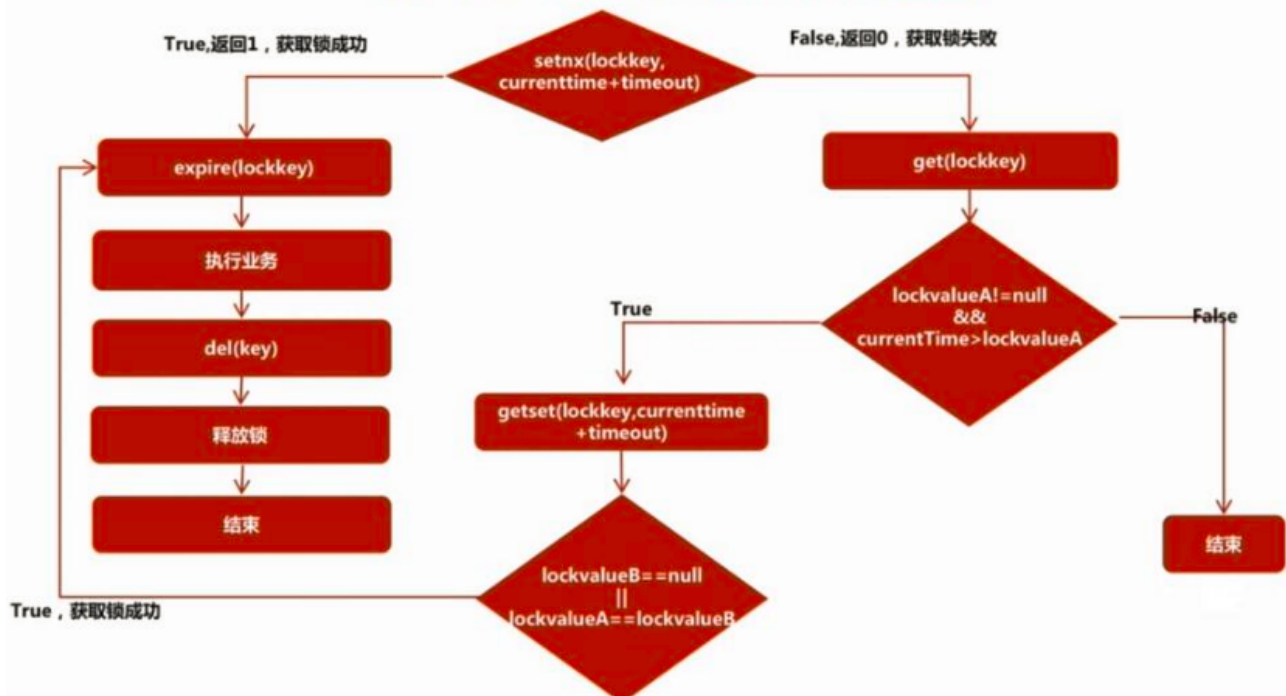 True,返回1，获取锁成功
False,返回0，获取锁失败
setnx(lockkey,
currenttime+timeout)
expire(lockkey)
get(lockkey)
执行业务
lockvalueA!=null
&&
currentTime>lockvalueA
True
False
del(key)
getset(lockkey,currenttime
+timeout)
释放锁
结束
结束
lockvalueB==null
||
lockvalueA==lockvalueB
True，获取锁成功